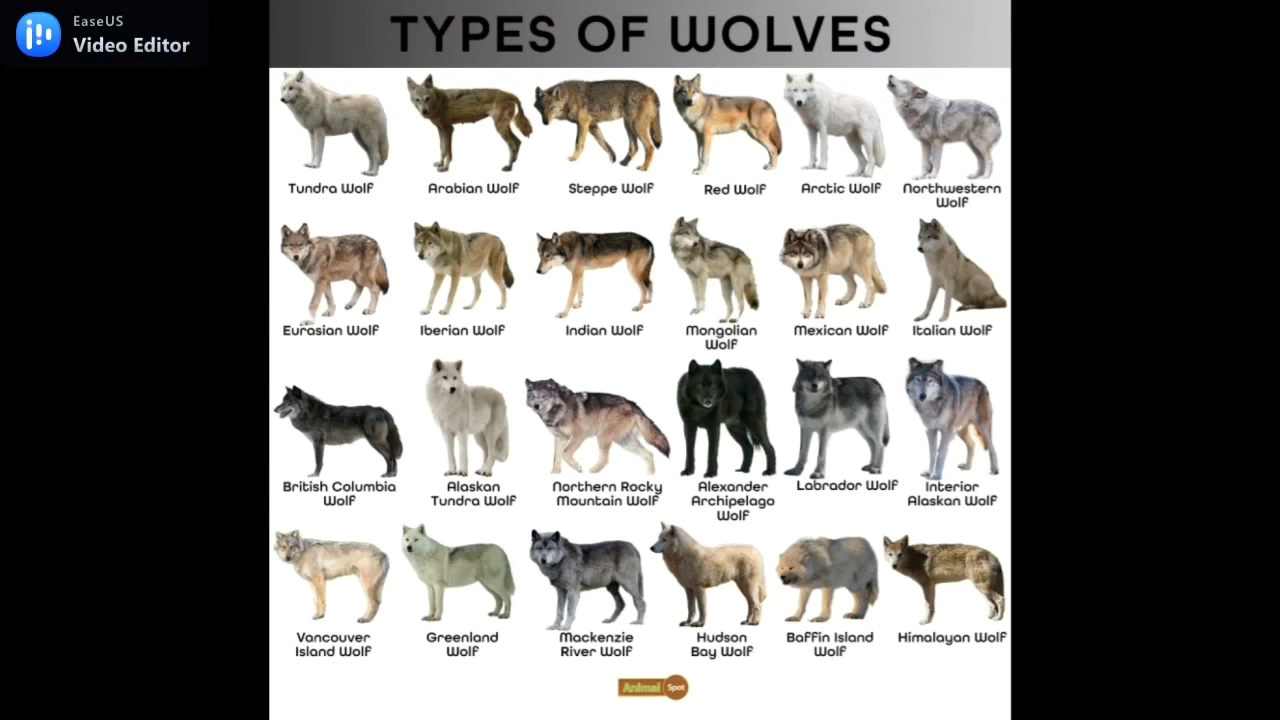 EaseUS
Video Editor
TYPES OF WOLVES
Tundra Wolf
Arabian Wolf
Steppe Wolf
Red Wolf
Arctic Wolf
Northwestern
Wolf
Eurasian Wolf
Iberian Wolf
Indian Wolf
Mongolian
Wolf
Mexican Wolf
Italian Wolf
British Columbia
Wolf
Alaskan
Tundra Wolf
Northern Rocky
Mountain Wolf
Alexander
Archipelago
Wolf
Labrador Wolf
Interior
Alaskan Wolf
Vancouver
Island Wolf
Greenland
Wolf
Mackenzie
River Wolf
Hudson
Bay Wolf
Baffin Island
Wolf
Himalayan Wolf
Animal Spot